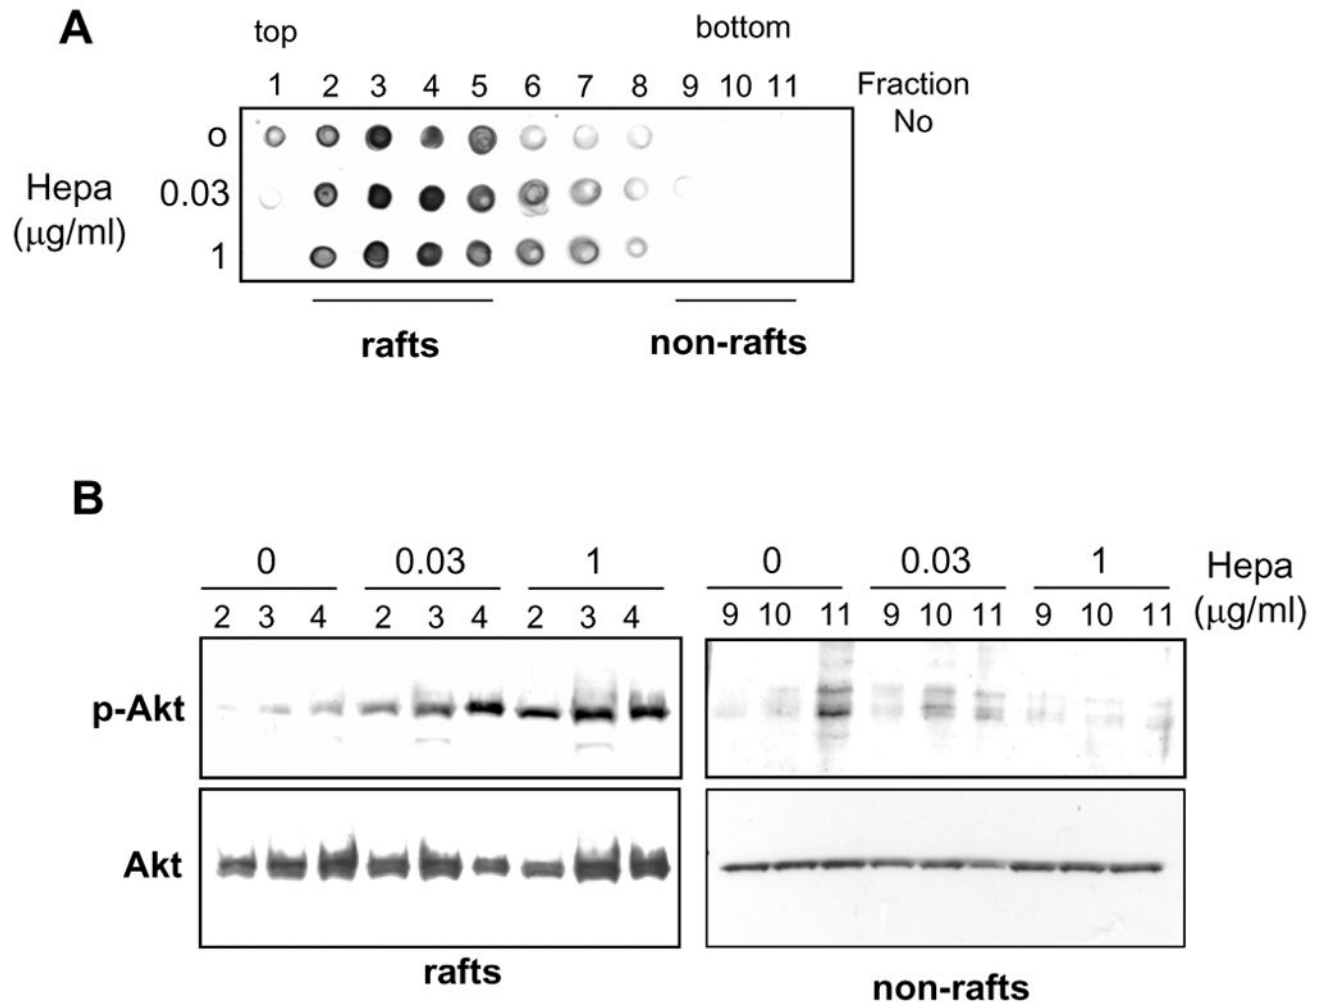 A
top
bottom
1 2 3 4 5 6 7 8 9 10 11
Fraction
No
o
Hepa
(μg/ml)
0.03
1
rafts
non-rafts
B
0 0.03 1 0 0.03 1
Hepa
(μg/ml)
2 3 4 2 3 4 2 3 4 9 10 11 9 10 11 9 10 11
p-Akt
Akt
rafts
non-rafts